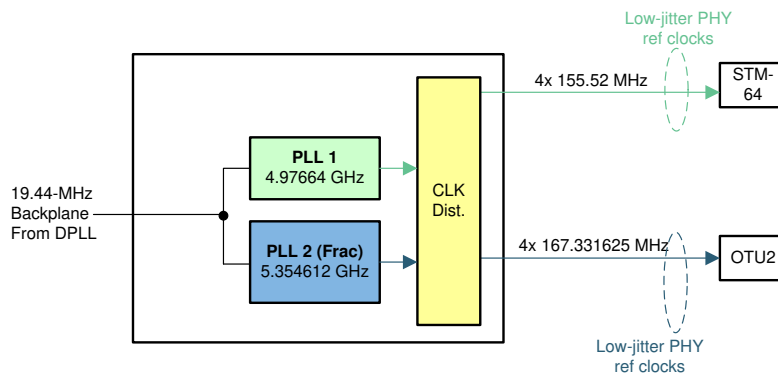 Low-jitter PHY
ref clocks
4x 155.52 MHz
STM-
64
PLL 1
4.97664 GHz
19.44-MHz
Backplane
From DPLL
CLK
Dist.
PLL 2 (Frac)
5.354612 GHz
4x 167.331625 MHz
OTU2
Low-jitter PHY
ref clocks